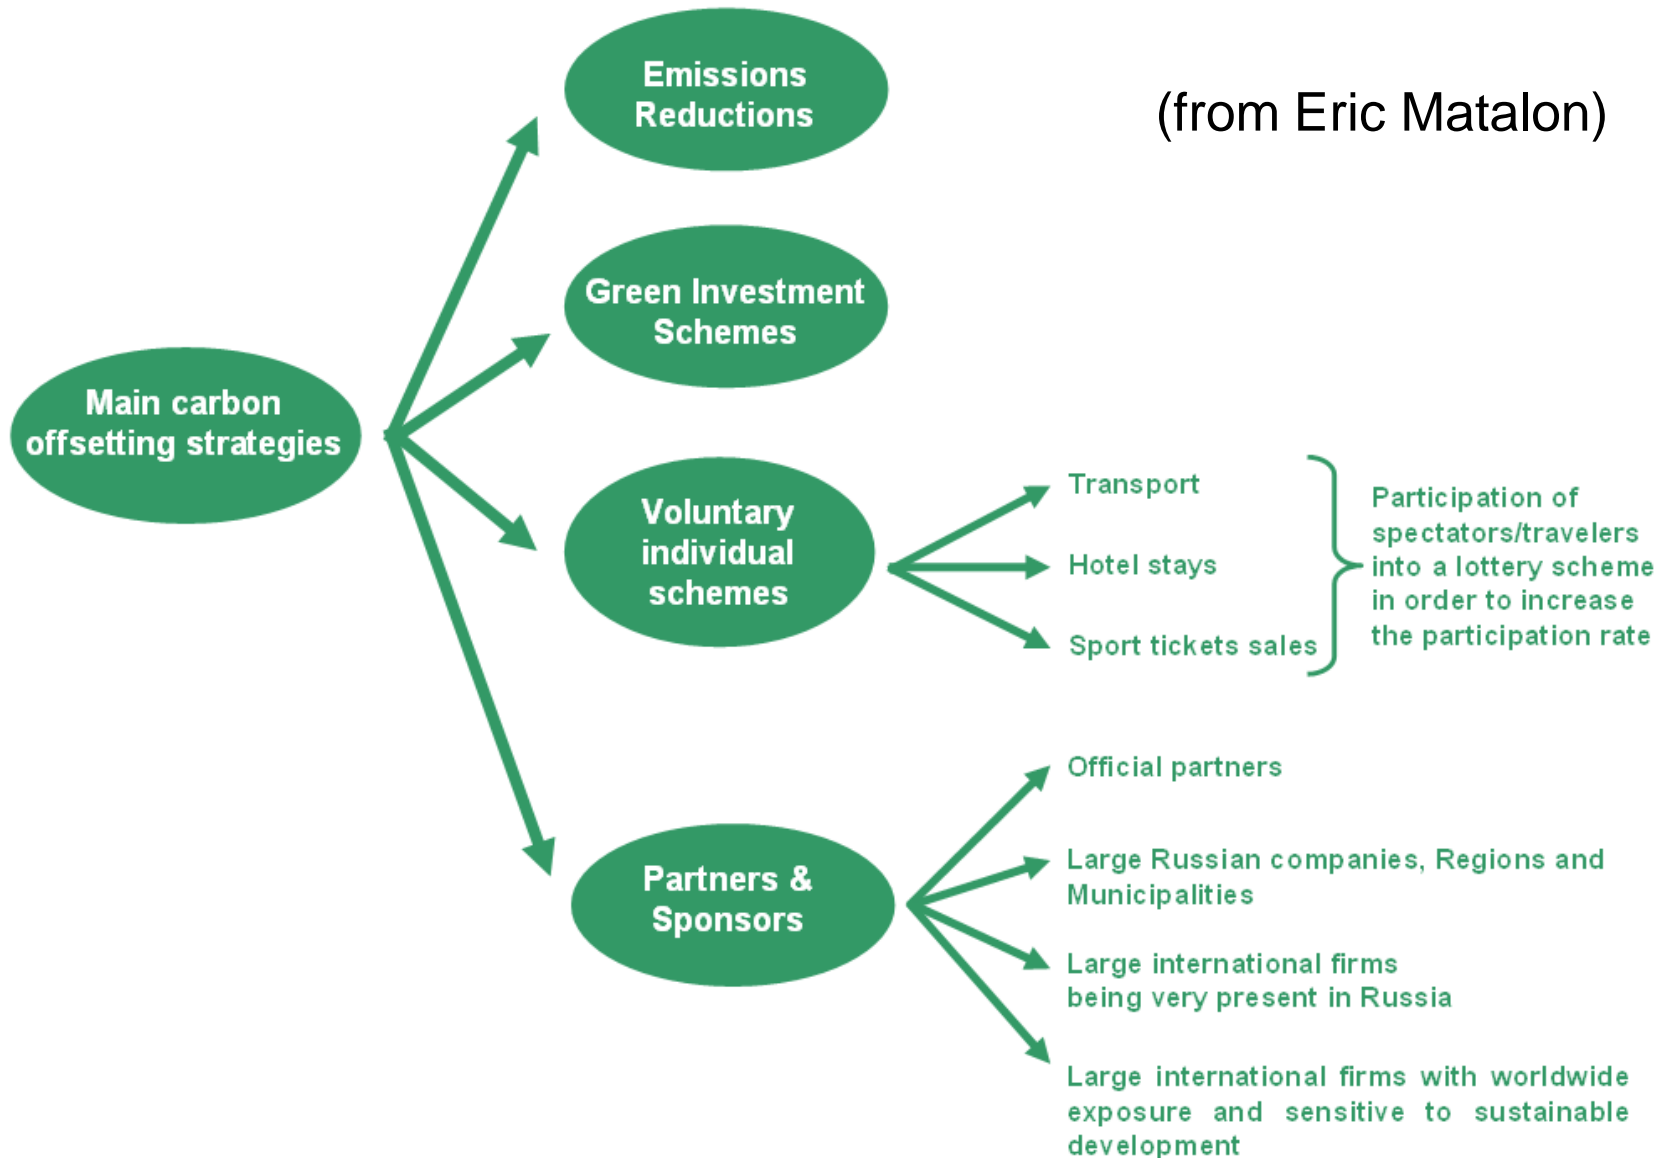 Emissions
Reductions
(from Eric Matalon)
Green Investment
Schemes
Main carbon
offsetting strategies
Voluntary
individual
schemes
Transport
Hotel stays
Sport tickets sales
Participation of
spectators/travelers
into a lottery scheme
in order to increase
the participation rate
Partners &
Sponsors
Official partners
Large Russian companies, Regions and
Municipalities
Large international firms
being very present in Russia
Large international firms with worldwide
exposure and sensitive to sustainable
development